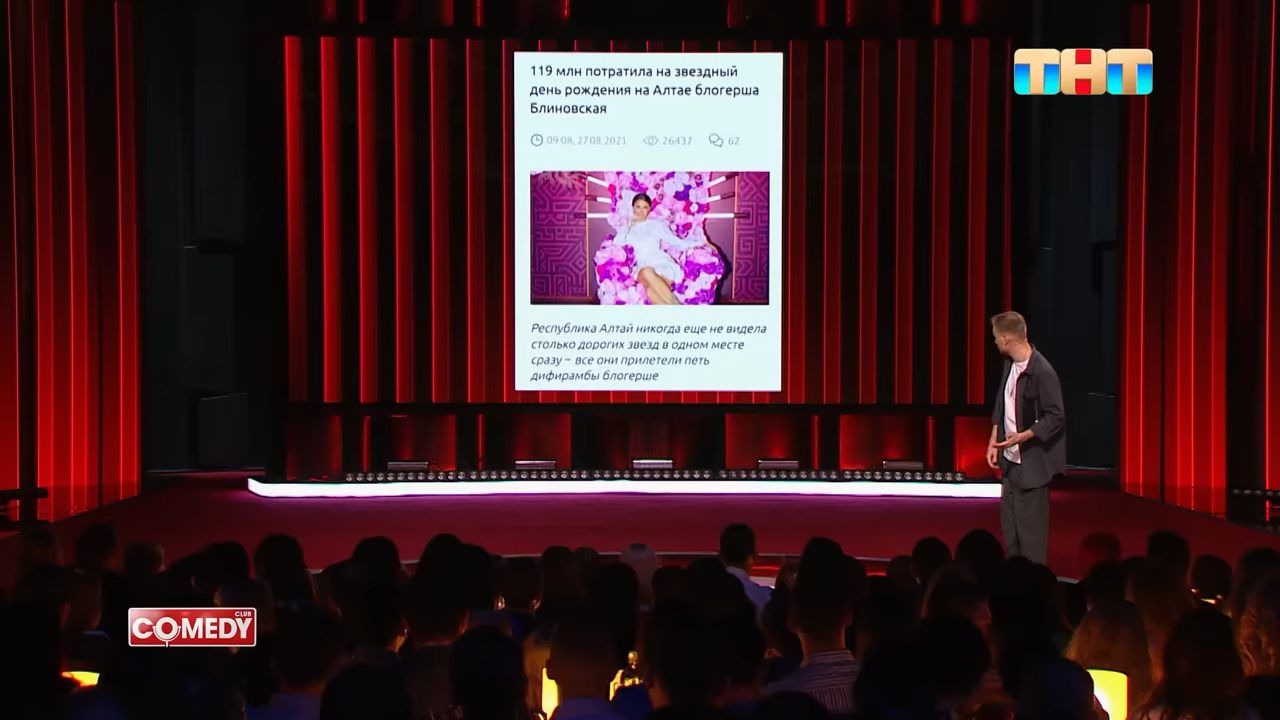 119 млн потратила на звездный
день рождения на Алтае блогерша
Блиновская
09:08, 27.08.2021 26437 62
Республика Алтай никогда еще не видела
столько дорогих звезд в одном месте
сразу – все они прилетели петь
дифирамбы блогерше
ТНТ
COMEDY CLUB